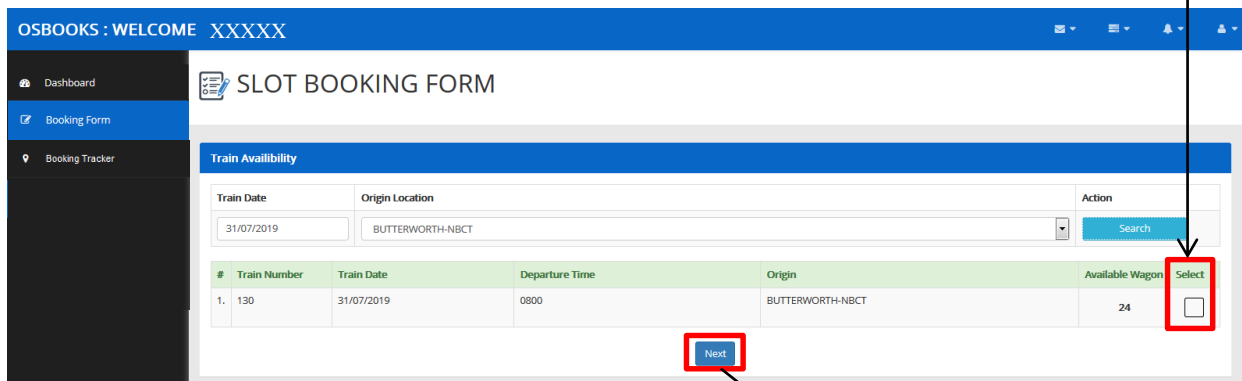 OSBOOKS : WELCOME XXXXX
Dashboard
Booking Form
Booking Tracker
SLOT BOOKING FORM
Train Availibility
Train Date Origin Location Action
31/07/2019 BUTTERWORTH-NBCT Search
# Train Number Train Date Departure Time Origin Available Wagon Select
1. 130 31/07/2019 0800 BUTTERWORTH-NBCT 24
Next